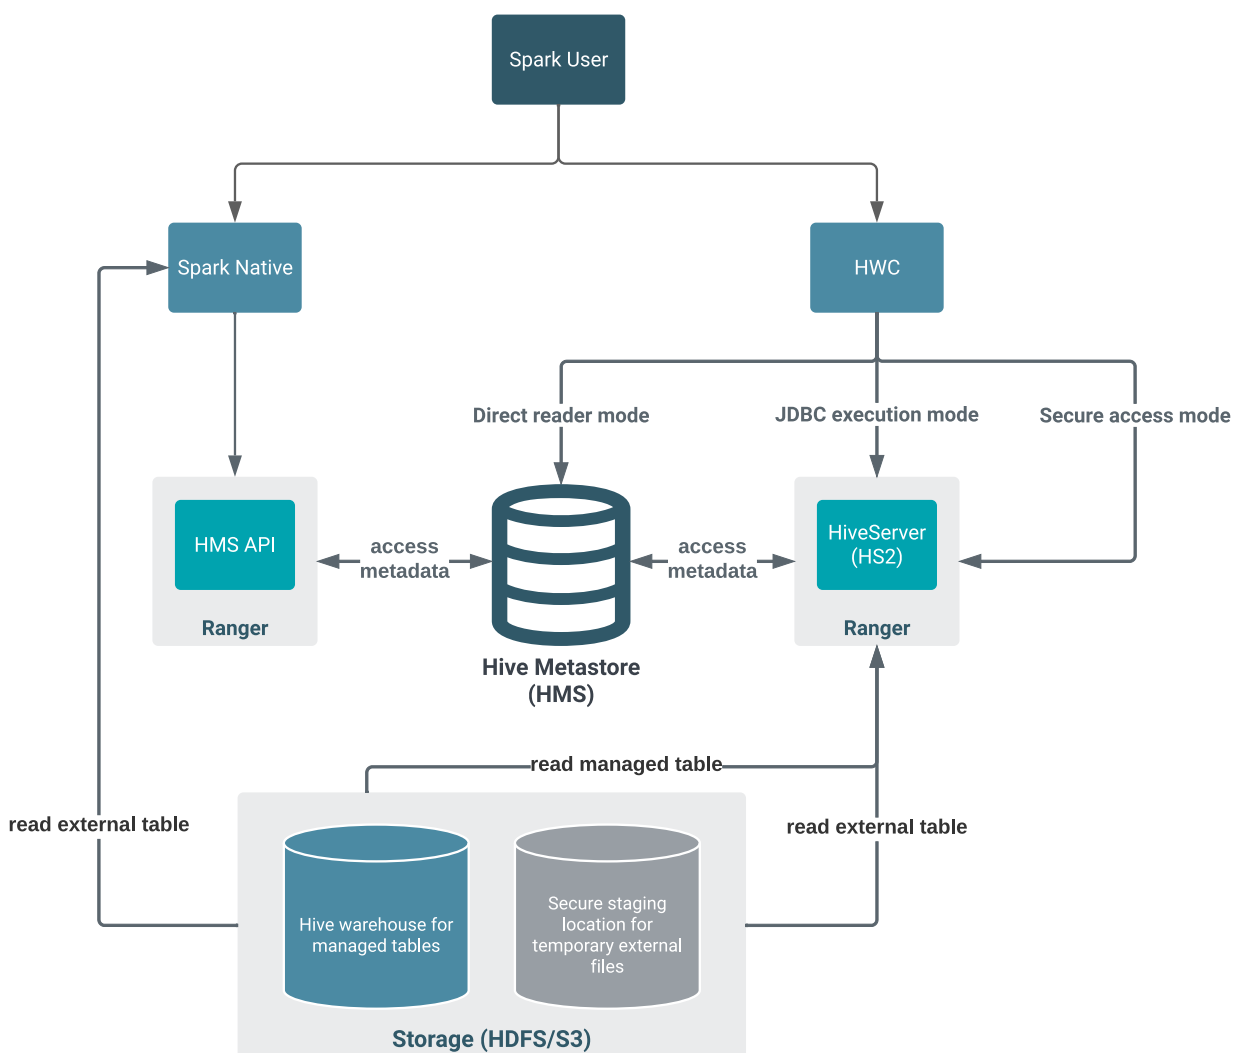 Spark User
Spark Native
HWC
Direct reader mode
JDBC execution mode
Secure access mode
HMS API
Ranger
access
metadata
access
metadata
HiveServer
(HS2)
Ranger
Hive Metastore
(HMS)
read managed table
read external table
read external table
Hive warehouse for
managed tables
Secure staging
location for
temporary external
files
Storage (HDFS/S3)